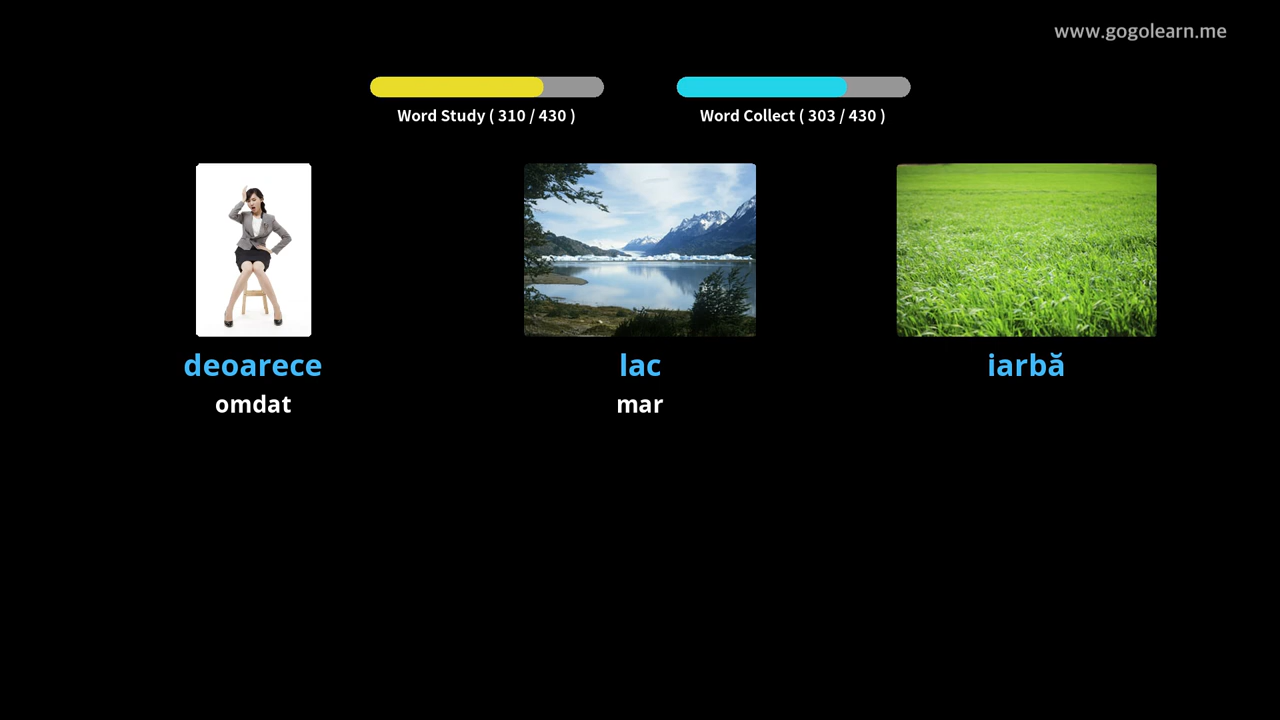 www.gogolearn.me
Word Study ( 310 / 430 )
Word Collect ( 303 / 430 )
deoarece
lac
iarbă
omdat
mar